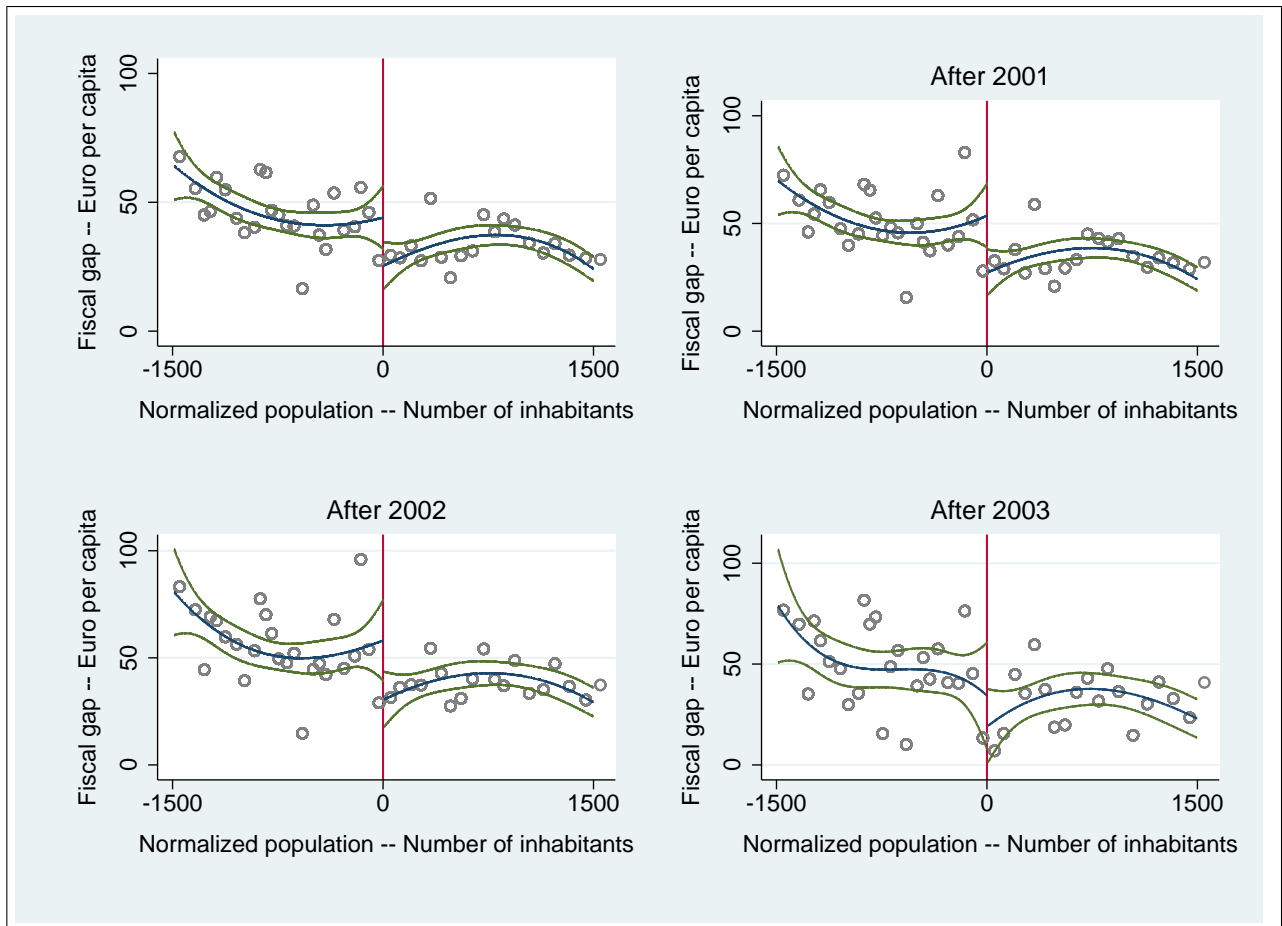 Fiscal gap -- Euro per capita
100
50
0
-1500 0 1500
Normalized population -- Number of inhabitants
After 2001
Fiscal gap -- Euro per capita
100
50
0
-1500 0 1500
Normalized population -- Number of inhabitants
After 2002
Fiscal gap -- Euro per capita
100
50
0
-1500 0 1500
Normalized population -- Number of inhabitants
After 2003
Fiscal gap -- Euro per capita
100
50
0
-1500 0 1500
Normalized population -- Number of inhabitants